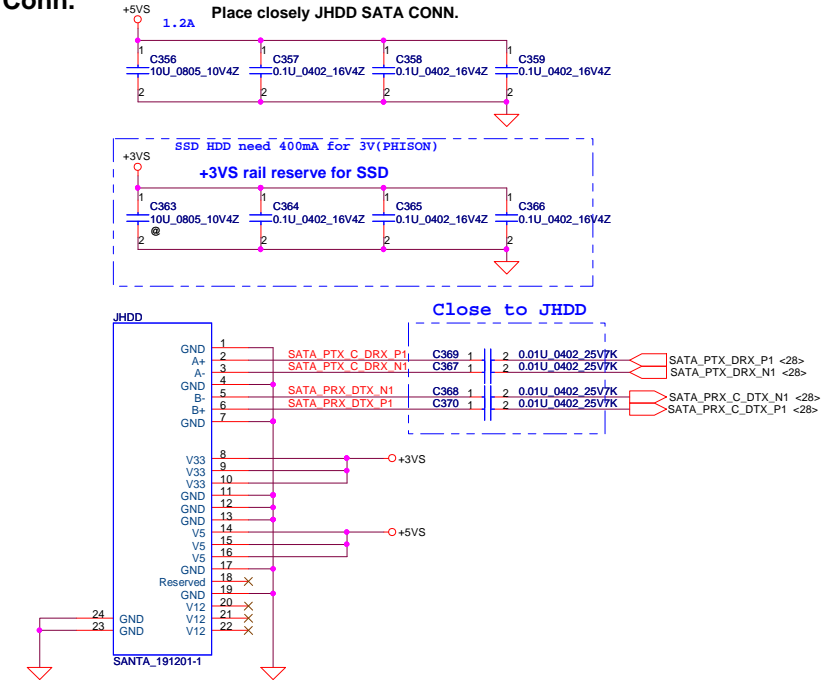 Conn.
+5VS
Place closely JHDD SATA CONN.
1.2A
1 1 1 1
C356 C357 C358 C359
10U_0805_10V4Z 0.1U_0402_16V4Z 0.1U_0402_16V4Z 0.1U_0402_16V4Z
2 2 2 2
SSD HDD need 400mA for 3V(PHISON)
+3VS
+3VS rail reserve for SSD
1 1 1 1
C363 C364 C365 C366
10U_0805_10V4Z 0.1U_0402_16V4Z 0.1U_0402_16V4Z 0.1U_0402_16V4Z
@
2 2 2 2
Close to JHDD
JHDD
GND 1
A+ 2 SATA_PTX_C_DRX_P1 C369 1 2 0.01U_0402_25V7K SATA_PTX_DRX_P1 <28>
A- 3 SATA_PTX_C_DRX_N1 C367 1 2 0.01U_0402_25V7K SATA_PTX_DRX_N1 <28>
GND 4
B- 5 SATA_PRX_DTX_N1 C368 1 2 0.01U_0402_25V7K SATA_PRX_C_DTX_N1 <28>
B+ 6 SATA_PRX_DTX_P1 C370 1 2 0.01U_0402_25V7K SATA_PRX_C_DTX_P1 <28>
GND 7
V33 8 +3VS
V33 9
V33 10
GND 11
GND 12
GND 13
V5 14 +5VS
V5 15
V5 16
GND 17
Reserved 18
GND 19
V12 20
24 GND V12 21
23 GND V12 22
SANTA_191201-1